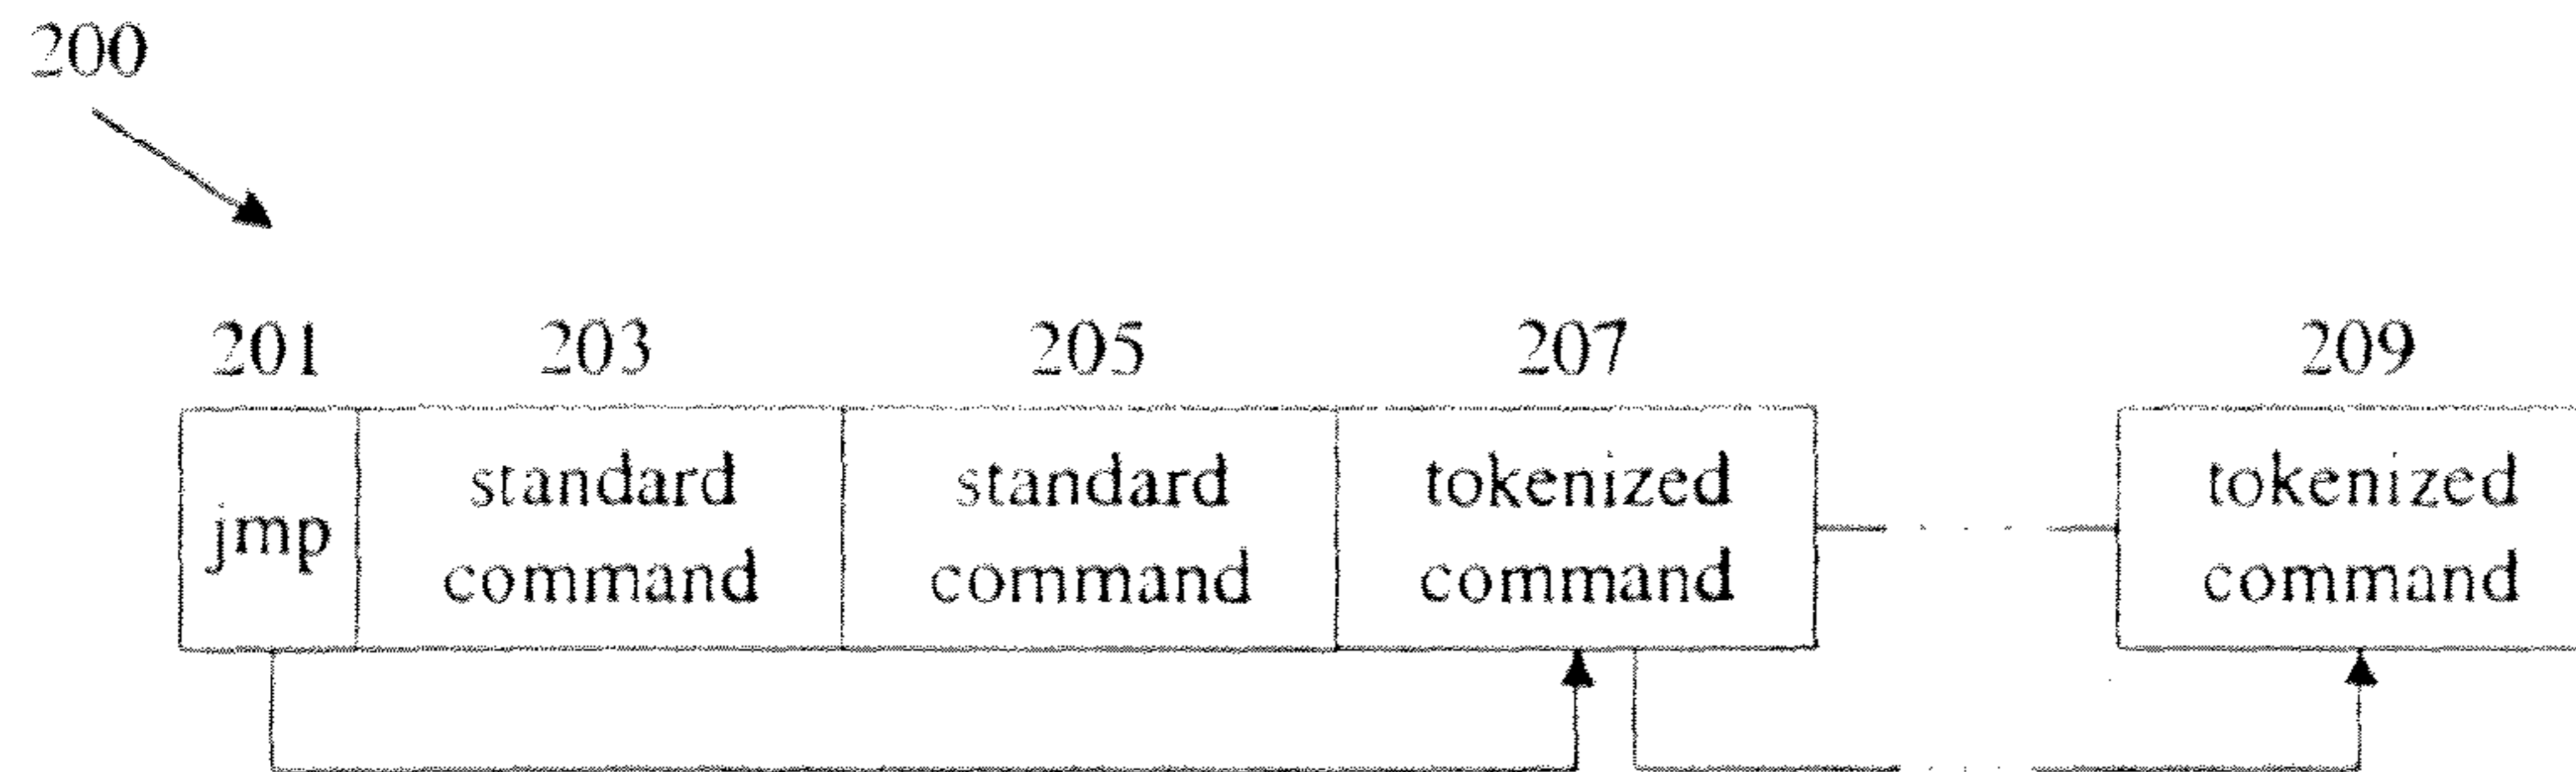 200
201 203 205 207 209
jmp
standard command
standard command
tokenized command
tokenized command